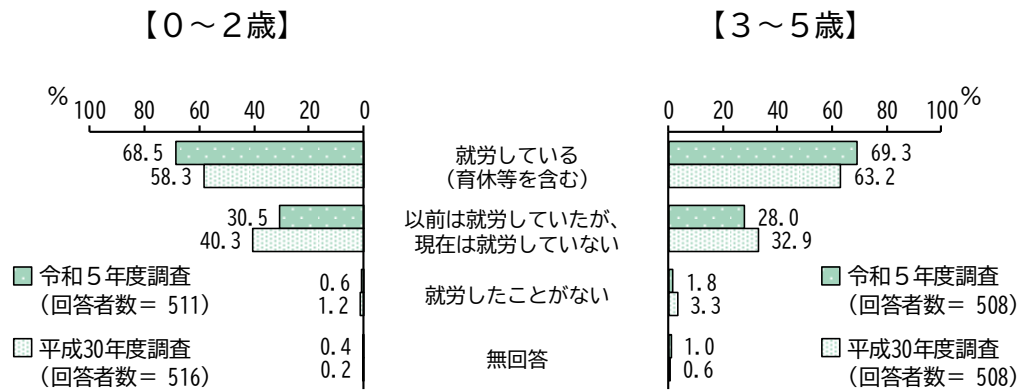 【０～２歳】
【３～５歳】
% 100 80 60 40 20 0
0 20 40 60 80 100 %
68.5 就労している 69.3
58.3 （育休等を含む） 63.2
30.5 以前は就労していたが、 28.0
40.3 現在は就労していない 32.9
令和５年度調査
（回答者数＝ 511）
0.6 就労したことがない 1.8
1.2 3.3
令和５年度調査
（回答者数＝ 508）
平成30年度調査
（回答者数＝ 516）
0.4 無回答 1.0
0.2 0.6
平成30年度調査
（回答者数＝ 508）